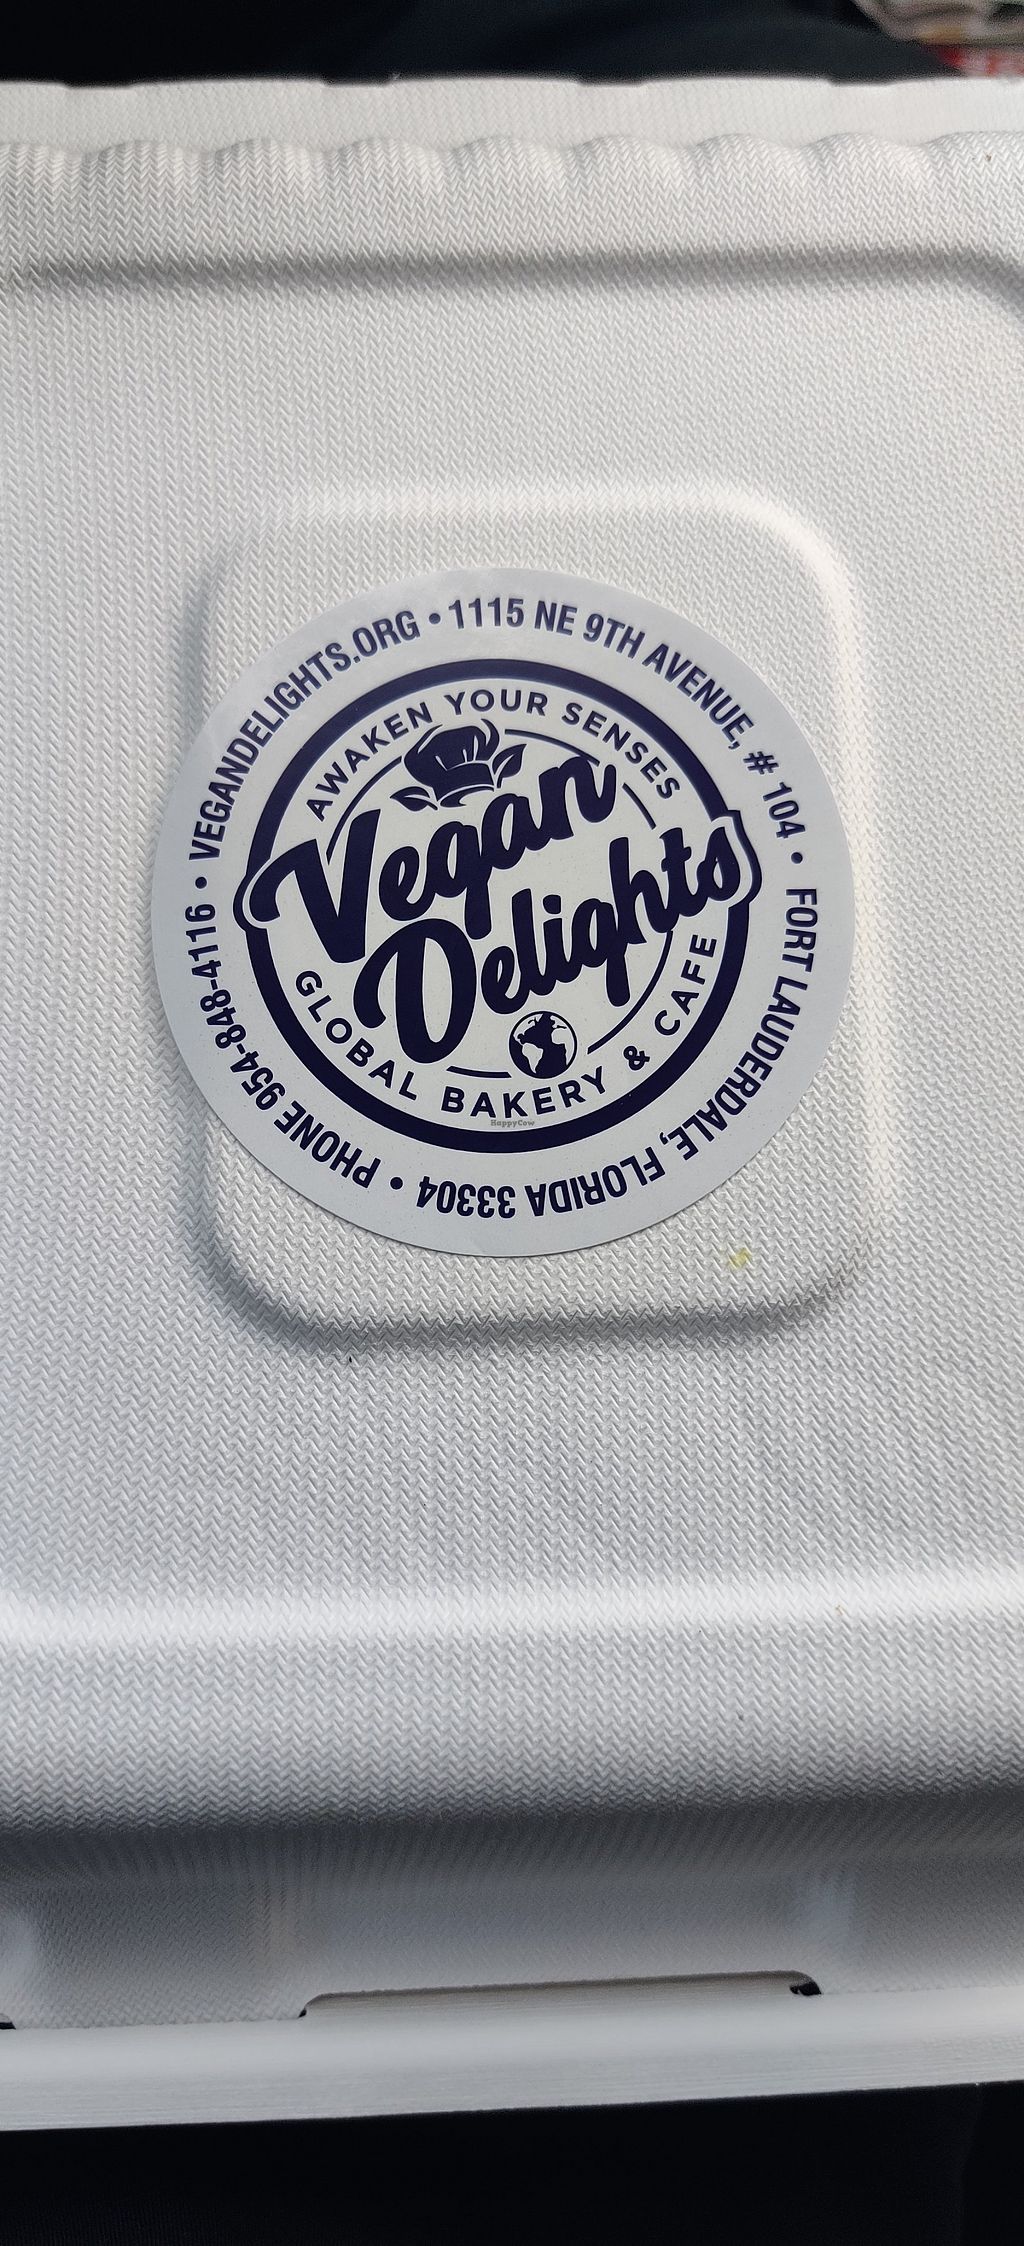 VEGANDELIGHTS.ORG • 1115 NE 9TH AVENUE, # 104 • FORT LAUDERDALE, FLORIDA 33304 • PHONE 954-848-4116 •
AWAKEN YOUR SENSES
Vegan
Delights
GLOBAL BAKERY & CAFE
HappyCow